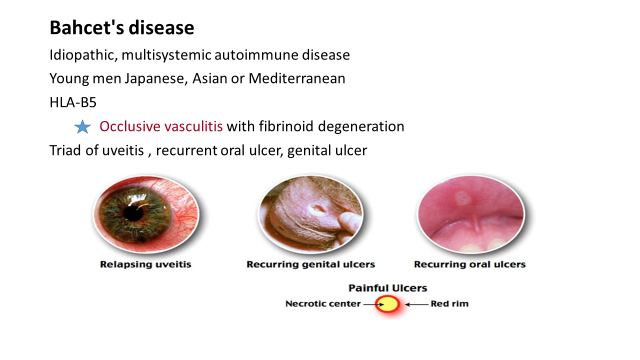 Bahcet's disease
Idiopathic, multisystemic autoimmune disease
Young men Japanese, Asian or Mediterranean
HLA-B5
Occlusive vasculitis with fibrinoid degeneration
Triad of uveitis , recurrent oral ulcer, genital ulcer
Relapsing uveitis
Recurring genital ulcers
Recurring oral ulcers
Painful Ulcers
Necrotic center
Red rim